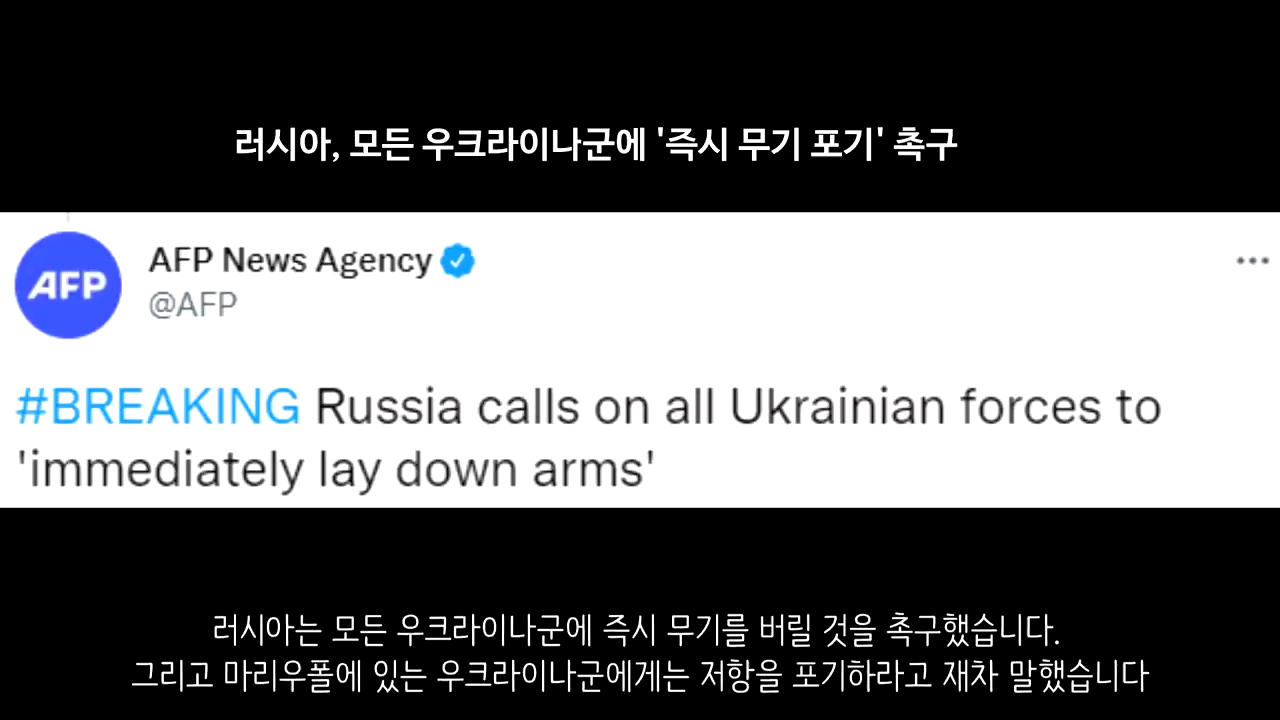 러시아, 모든 우크라이나군에 '즉시 무기 포기' 촉구
AFP
AFP News Agency
@AFP
#BREAKING Russia calls on all Ukrainian forces to
'immediately lay down arms'
러시아는 모든 우크라이나군에 즉시 무기를 버릴 것을 촉구했습니다.
그리고 마리우폴에 있는 우크라이나군에게는 저항을 포기하라고 재차 말했습니다